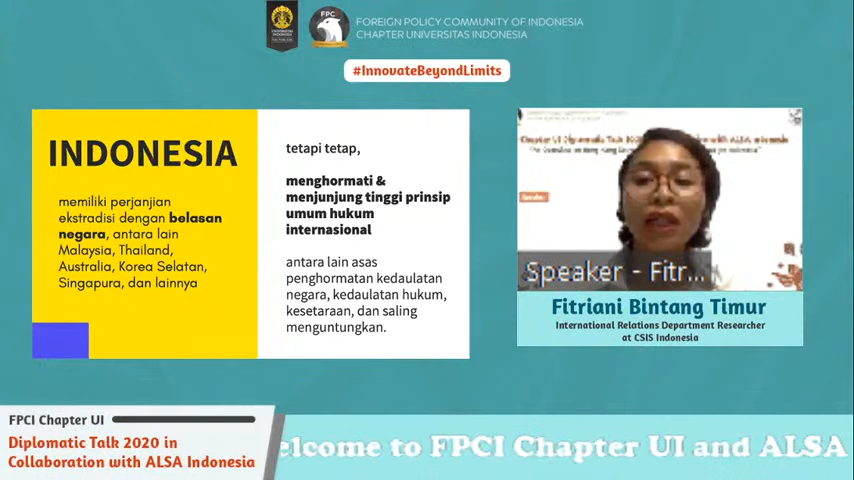 FPC
FOREIGN POLICY COMMUNITY OF INDONESIA
CHAPTER UNIVERSITAS INDONESIA
#InnovateBeyondLimits
INDONESIA
memiliki perjanjian
ekstradisi dengan belasan
negara, antara lain
Malaysia, Thailand,
Australia, Korea Selatan,
Singapura, dan lainnya
tetapi tetap,
menghormati &
menjunjung tinggi prinsip
umum hukum
internasional
antara lain asas
penghormatan kedaulatan
negara, kedaulatan hukum,
kesetaraan, dan saling
menguntungkan.
Speaker - Fitr...
Fitriani Bintang Timur
International Relations Department Researcher
at CSIS Indonesia
FPCI Chapter UI
Diplomatic Talk 2020 in
Collaboration with ALSA Indonesia
elcome to FPCI Chapter UI and ALSA